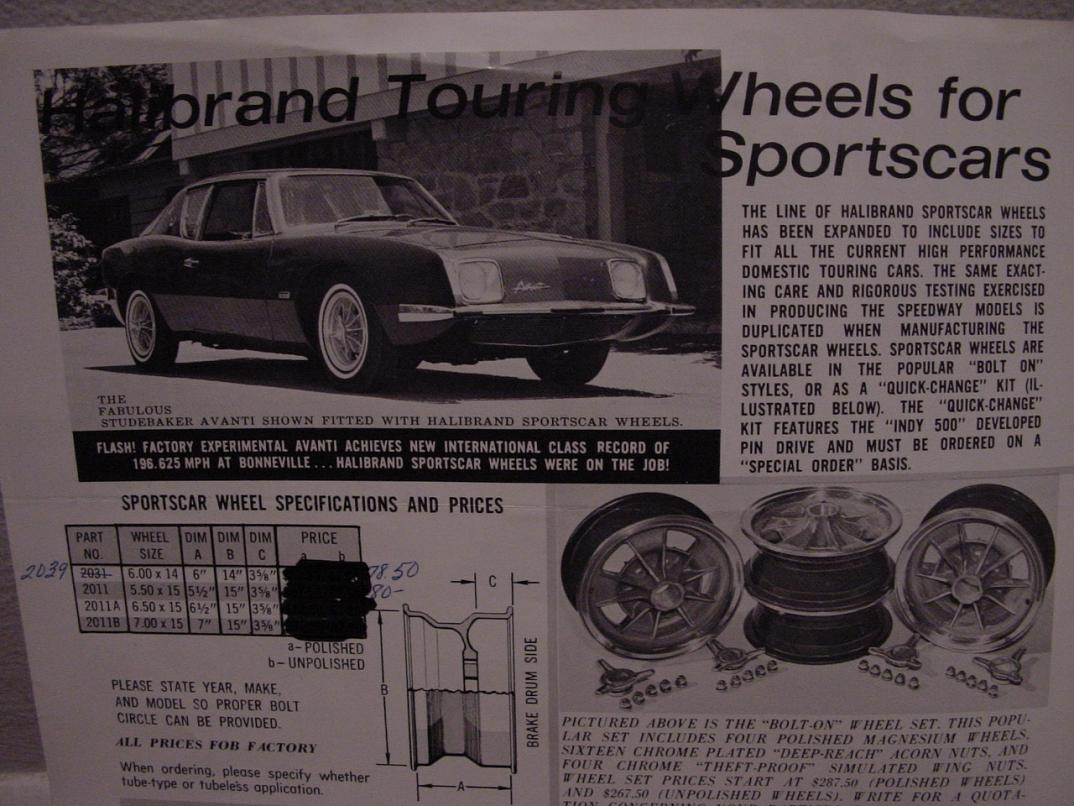 Halibrand Touring Wheels for
Sportscars
THE LINE OF HALIBRAND SPORTSCAR WHEELS
HAS BEEN EXPANDED TO INCLUDE SIZES TO
FIT ALL THE CURRENT HIGH PERFORMANCE
DOMESTIC TOURING CARS. THE SAME EXACT-
ING CARE AND RIGOROUS TESTING EXERCISED
IN PRODUCING THE SPEEDWAY MODELS IS
DUPLICATED WHEN MANUFACTURING THE
SPORTSCAR WHEELS. SPORTSCAR WHEELS ARE
AVAILABLE IN THE POPULAR "BOLT ON"
STYLES, OR AS A "QUICK-CHANGE" KIT (IL-
LUSTRATED BELOW). THE "QUICK-CHANGE"
KIT FEATURES THE "INDY 500" DEVELOPED
PIN DRIVE AND MUST BE ORDERED ON A
"SPECIAL ORDER" BASIS.
Avanti
THE
FABULOUS
STUDEBAKER AVANTI SHOWN FITTED WITH HALIBRAND SPORTSCAR WHEELS.
FLASH! FACTORY EXPERIMENTAL AVANTI ACHIEVES NEW INTERNATIONAL CLASS RECORD OF
196.625 MPH AT BONNEVILLE ... HALIBRAND SPORTSCAR WHEELS WERE ON THE JOB!
SPORTSCAR WHEEL SPECIFICATIONS AND PRICES
PART NO. WHEEL SIZE DIM A DIM B DIM C PRICE a b
2039 2031 6.00 x 14 6" 14" 3⅝" 78.50
2011 5.50 x 15 5½" 15" 3⅝" 80-
2011A 6.50 x 15 6½" 15" 3⅝"
2011B 7.00 x 15 7" 15" 3⅝"
a- POLISHED
b- UNPOLISHED
PLEASE STATE YEAR, MAKE,
AND MODEL SO PROPER BOLT
CIRCLE CAN BE PROVIDED.
ALL PRICES FOB FACTORY
When ordering, please specify whether
tube-type or tubeless application.
C
B
A
BRAKE DRUM SIDE
PICTURED ABOVE IS THE "BOLT-ON" WHEEL SET. THIS POPU-
LAR SET INCLUDES FOUR POLISHED MAGNESIUM WHEELS,
SIXTEEN CHROME PLATED "DEEP-REACH" ACORN NUTS, AND
FOUR CHROME "THEFT-PROOF" SIMULATED WING NUTS.
WHEEL SET PRICES START AT $287.50 (POLISHED WHEELS)
AND $267.50 (UNPOLISHED WHEELS). WRITE FOR A QUOTA-
TION CONCERNING YOUR